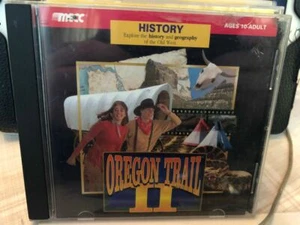 mecc
HISTORY
AGES 10-ADULT
Explore the history and geography
of the Old West
OREGON TRAIL
II